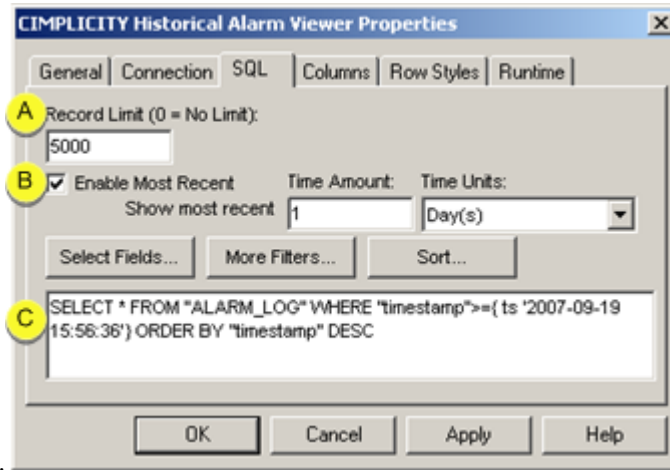 CIMPLICITY Historical Alarm Viewer Properties
General Connection SQL Columns Row Styles Runtime
A Record Limit (0 = No Limit):
5000
B Enable Most Recent Time Amount: Time Units:
Show most recent 1 Day(s)
Select Fields... More Filters... Sort...
C SELECT * FROM "ALARM_LOG" WHERE "timestamp">={ ts '2007-09-19
15:56:36'} ORDER BY "timestamp" DESC
OK Cancel Apply Help
.